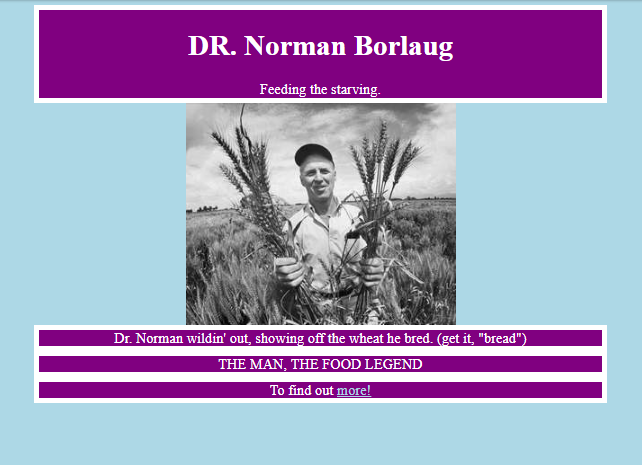 DR. Norman Borlaug
Feeding the starving.
Dr. Norman wildin' out, showing off the wheat he bred. (get it, "bread")
THE MAN, THE FOOD LEGEND
To find out more!